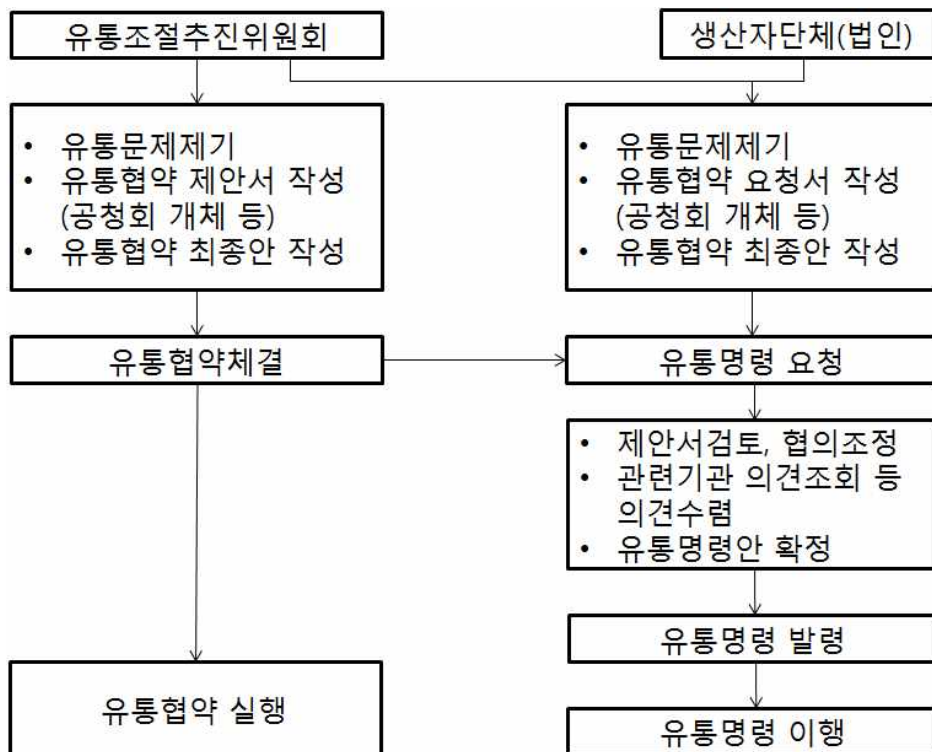 유통조절추진위원회
생산자단체(법인)
• 유통문제제기
• 유통협약 제안서 작성
(공청회 개체 등)
• 유통협약 최종안 작성
• 유통문제제기
• 유통협약 요청서 작성
(공청회 개체 등)
• 유통협약 최종안 작성
유통협약체결
유통명령 요청
• 제안서검토, 협의조정
• 관련기관 의견조회 등
의견수렴
• 유통명령안 확정
유통명령 발령
유통협약 실행
유통명령 이행